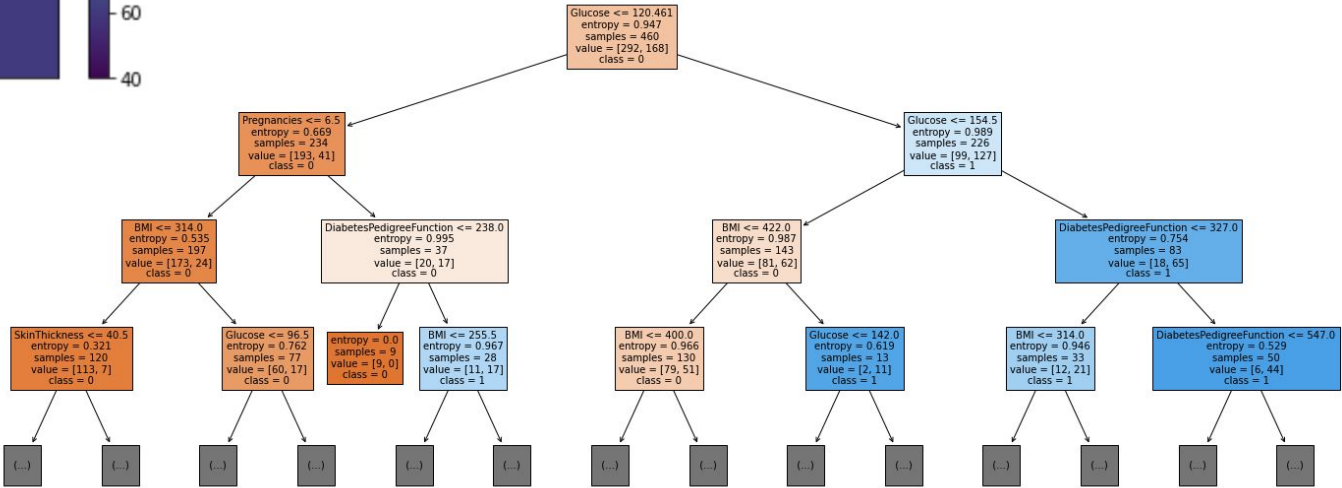 60
40
Glucose <= 120.461
entropy = 0.947
samples = 460
value = [292, 168]
class = 0
Pregnancies <= 6.5
entropy = 0.669
samples = 234
value = [193, 41]
class = 0
Glucose <= 154.5
entropy = 0.989
samples = 226
value = [99, 127]
class = 1
BMI <= 314.0
entropy = 0.535
samples = 197
value = [173, 24]
class = 0
DiabetesPedigreeFunction <= 238.0
entropy = 0.995
samples = 37
value = [20, 17]
class = 0
BMI <= 422.0
entropy = 0.987
samples = 143
value = [81, 62]
class = 0
DiabetesPedigreeFunction <= 327.0
entropy = 0.754
samples = 83
value = [18, 65]
class = 1
SkinThickness <= 40.5
entropy = 0.321
samples = 120
value = [113, 7]
class = 0
Glucose <= 96.5
entropy = 0.762
samples = 77
value = [60, 17]
class = 0
entropy = 0.0
samples = 9
value = [9, 0]
class = 0
BMI <= 255.5
entropy = 0.967
samples = 28
value = [11, 17]
class = 1
BMI <= 400.0
entropy = 0.966
samples = 130
value = [79, 51]
class = 0
Glucose <= 142.0
entropy = 0.619
samples = 13
value = [2, 11]
class = 1
BMI <= 314.0
entropy = 0.946
samples = 33
value = [12, 21]
class = 1
DiabetesPedigreeFunction <= 547.0
entropy = 0.529
samples = 50
value = [6, 44]
class = 1
(...)
(...)
(...)
(...)
(...)
(...)
(...)
(...)
(...)
(...)
(...)
(...)
(...)
(...)